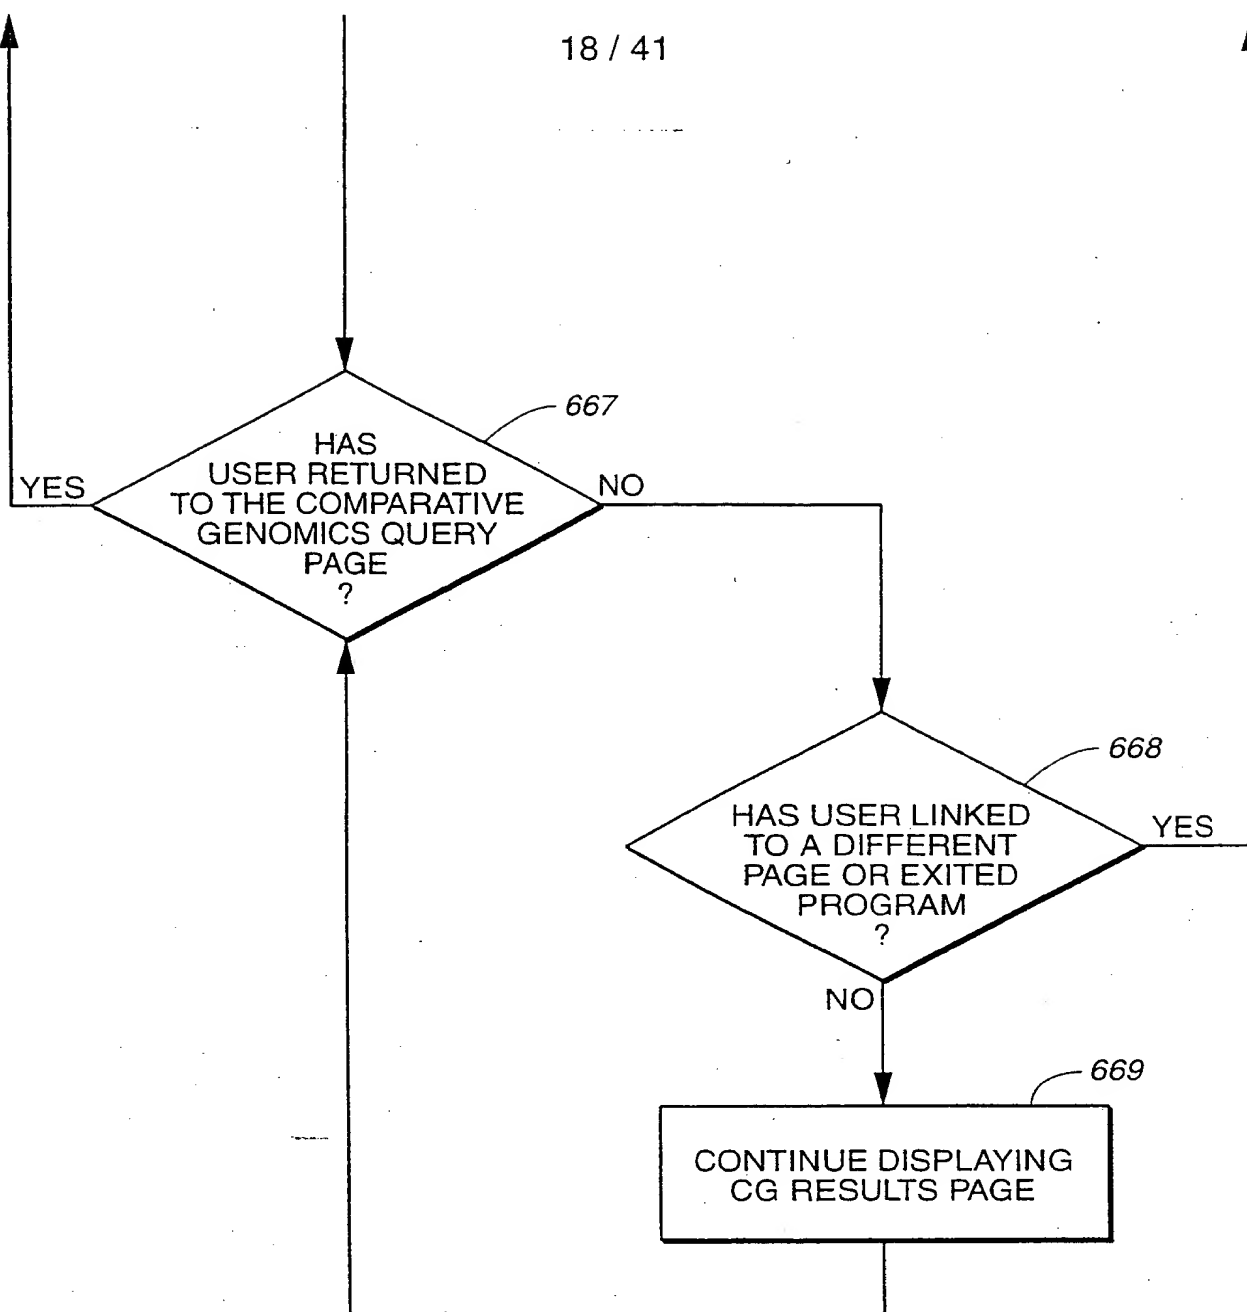 18 / 41
667
HAS
USER RETURNED
TO THE COMPARATIVE
GENOMICS QUERY
PAGE
?
YES
NO
668
HAS USER LINKED
TO A DIFFERENT
PAGE OR EXITED
PROGRAM
?
YES
NO
669
CONTINUE DISPLAYING
CG RESULTS PAGE